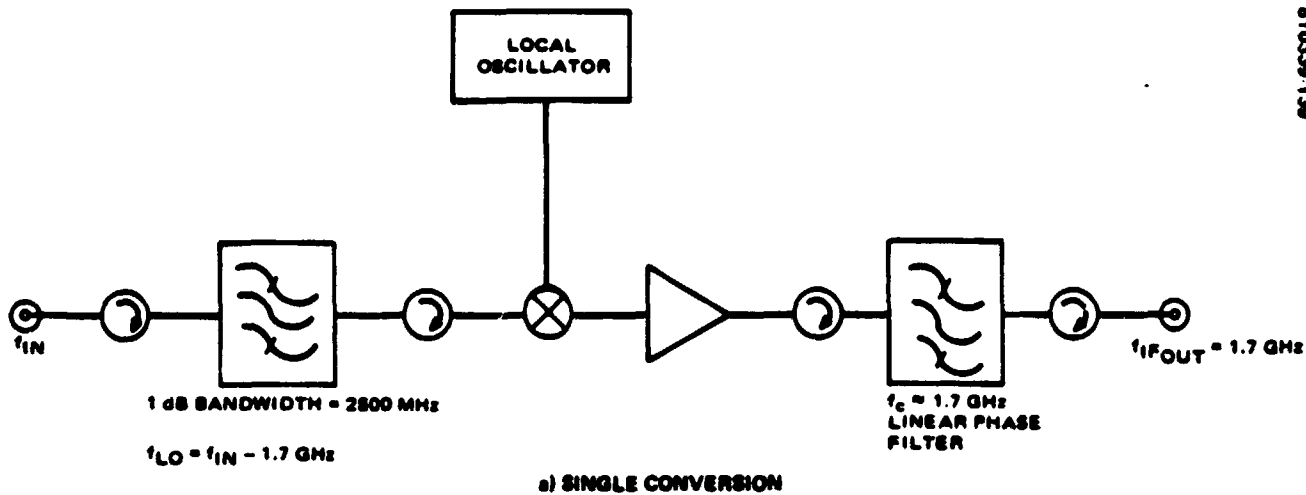 LOCAL
OSCILLATOR
fIN
1 dB BANDWIDTH = 2600 MHz
fLO = fIN - 1.7 GHz
fc ≈ 1.7 GHz
LINEAR PHASE
FILTER
fIFOUT = 1.7 GHz
a) SINGLE CONVERSION